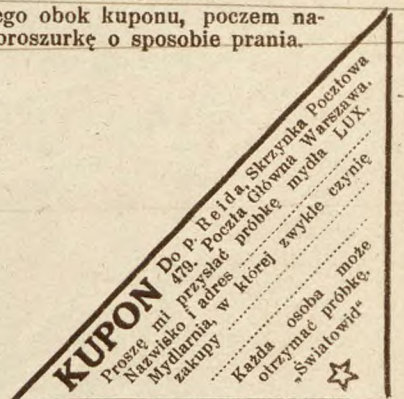 ego obok kuponu, poczem na-
proszurkę o sposobie prania.
KUPON Do p. Reida, Skrzynka Pocztowa
479. Poczta Główna Warszawa.
Proszę mi przysłać próbkę mydła LUX.
Nazwisko i adres
Mydlarnia, w której zwykle czynię
zakupy
Każda osoba może
otrzymać próbkę.
„Światowid“